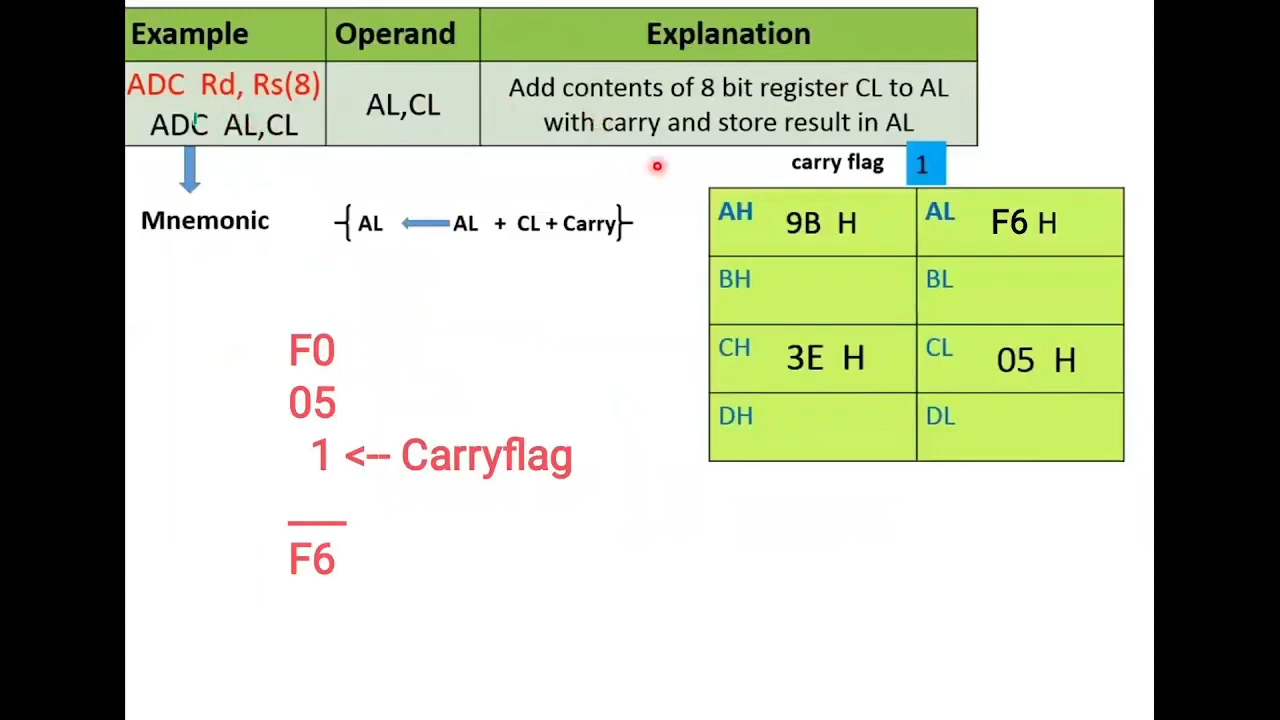 Example Operand Explanation
ADC Rd, Rs(8)
ADC AL,CL
AL,CL
Add contents of 8 bit register CL to AL
with carry and store result in AL
carry flag 1
Mnemonic
{ AL ← AL + CL + Carry }
AH 9B H AL F6 H
BH BL
CH 3E H CL 05 H
DH DL
F0
05
1 <-- Carryflag
F6